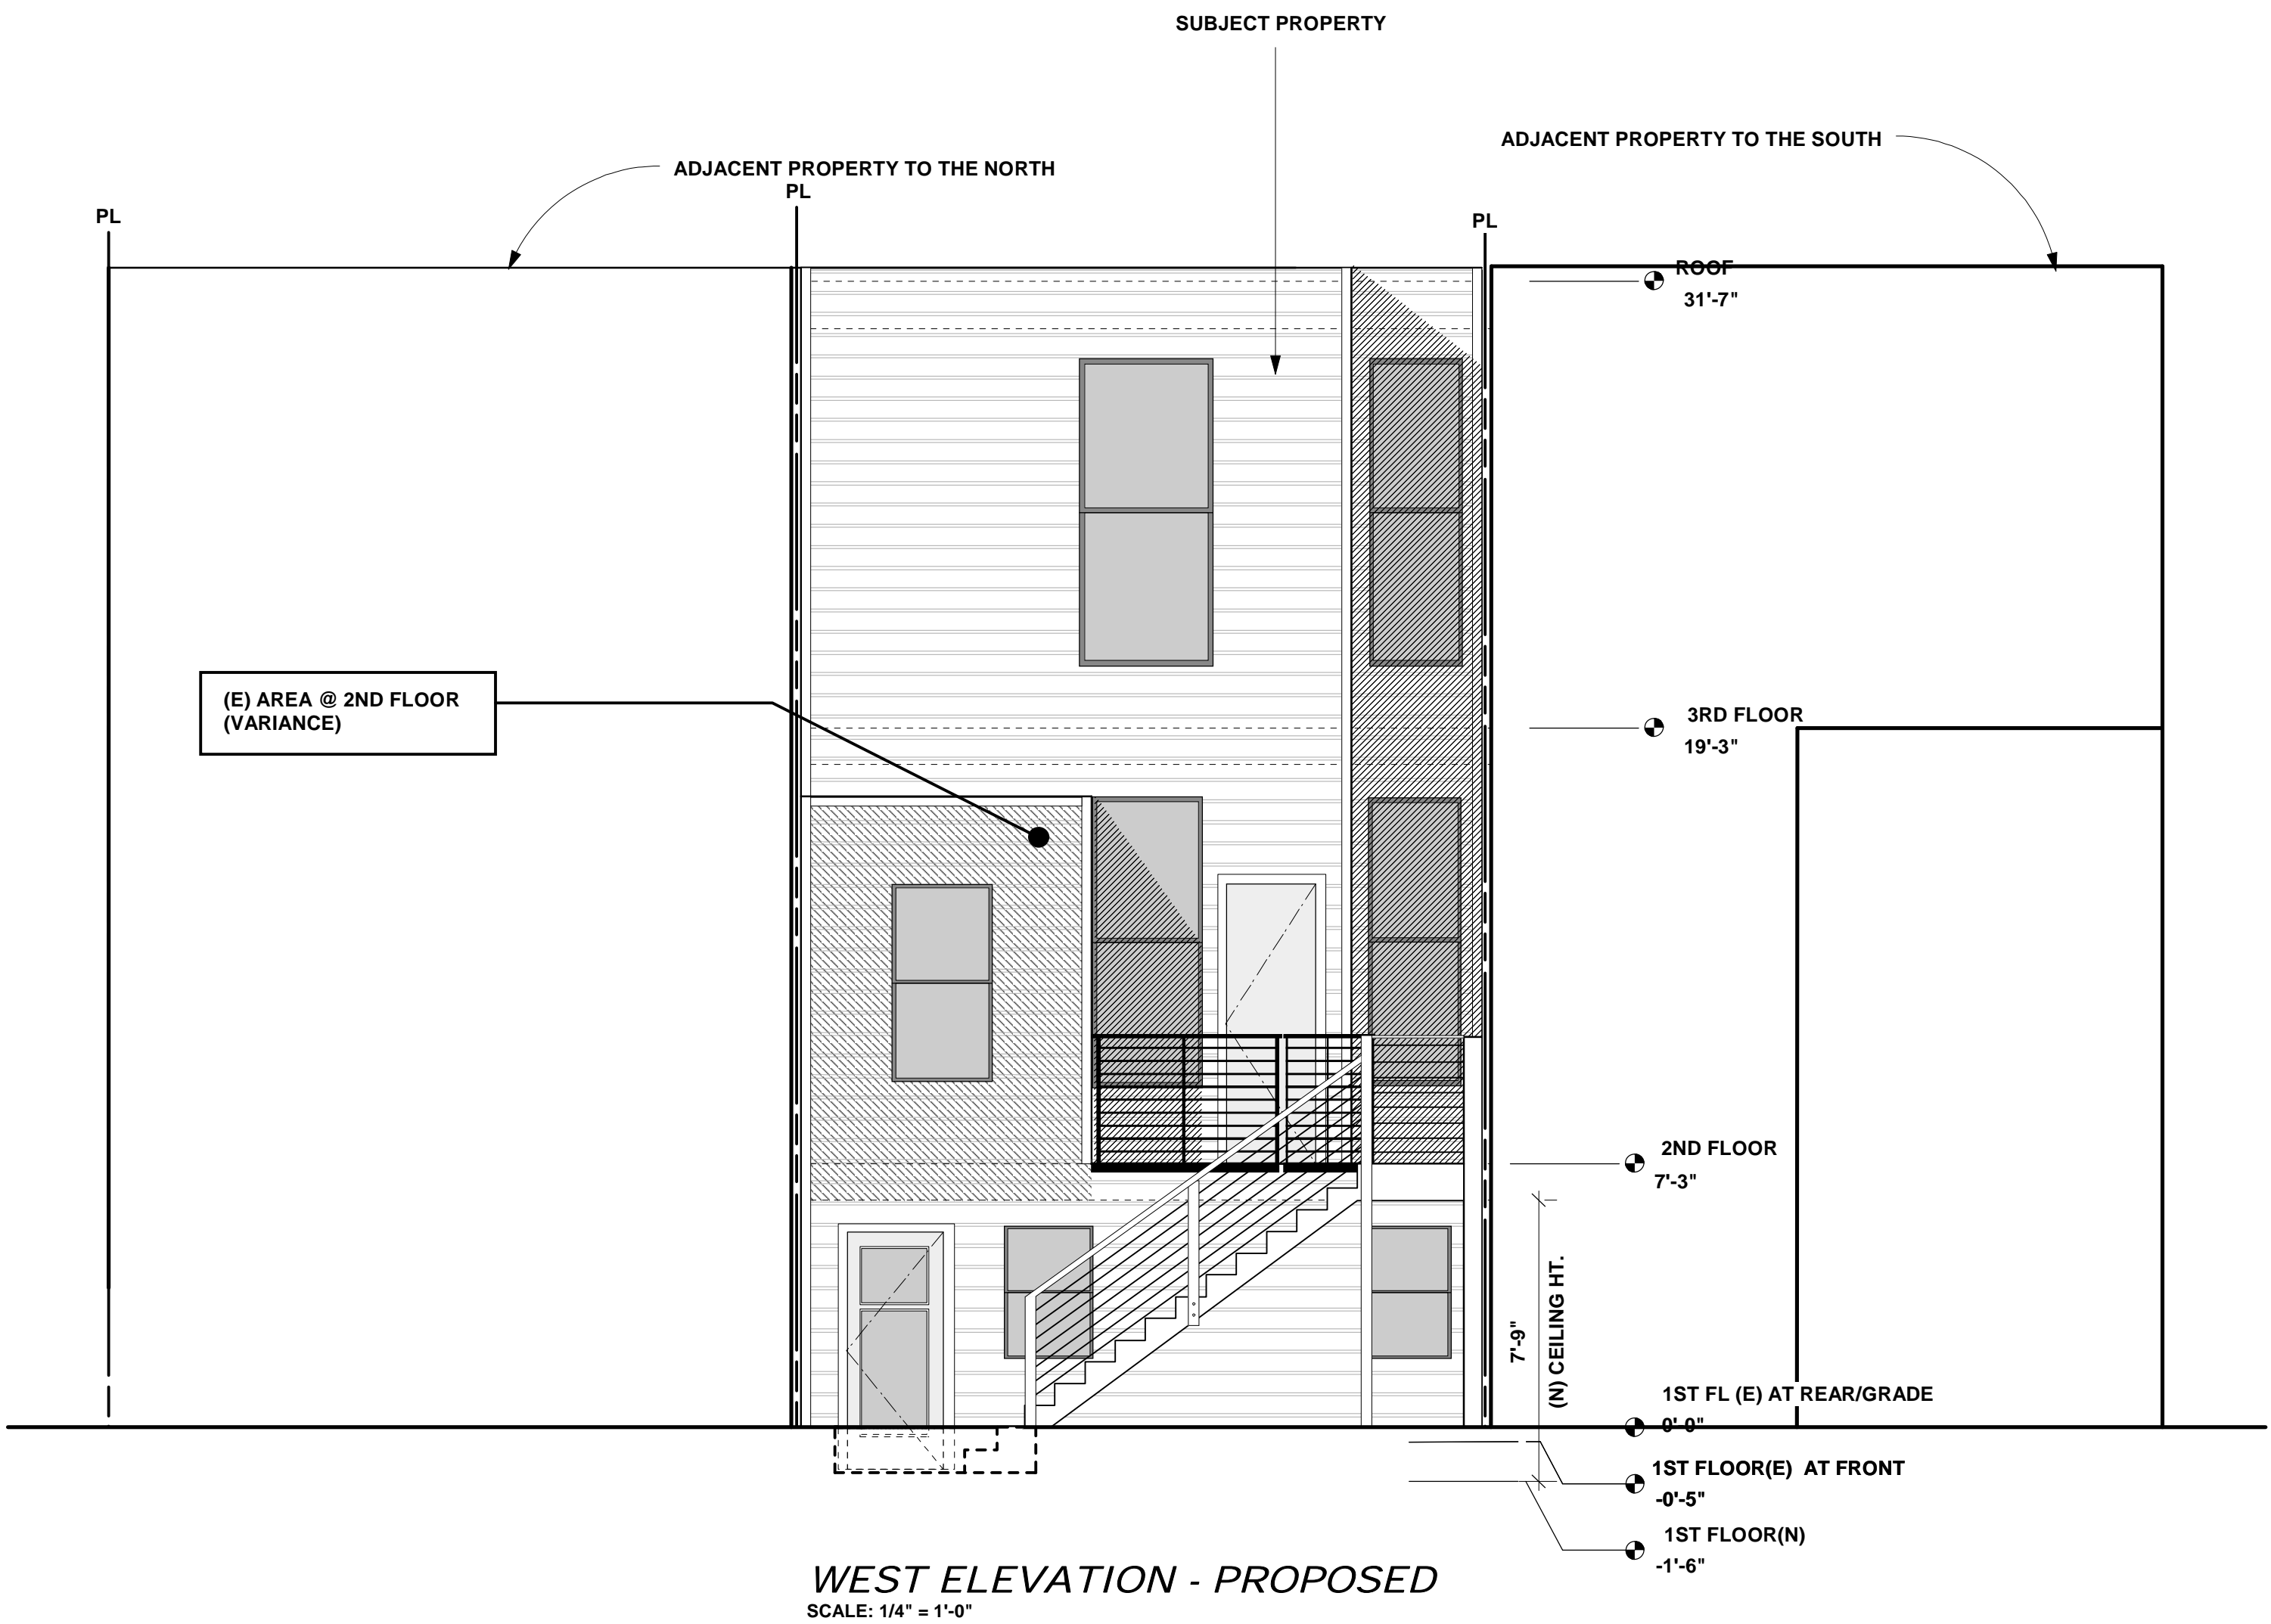 SUBJECT PROPERTY
ADJACENT PROPERTY TO THE SOUTH
ADJACENT PROPERTY TO THE NORTH
PL
PL
PL
ROOF
31'-7"
(E) AREA @ 2ND FLOOR
(VARIANCE)
3RD FLOOR
19'-3"
2ND FLOOR
7'-3"
7'-9"
(N) CEILING HT.
1ST FL (E) AT REAR/GRADE
0'-0"
1ST FLOOR(E) AT FRONT
-0'-5"
1ST FLOOR(N)
-1'-6"
WEST ELEVATION - PROPOSED
SCALE: 1/4" = 1'-0"